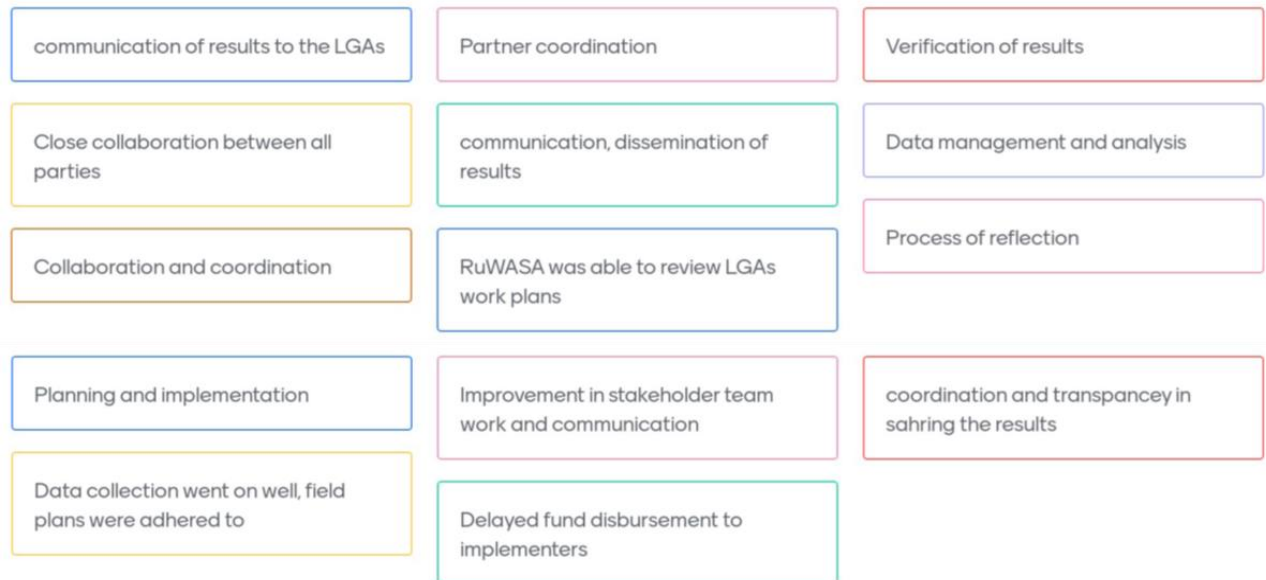 communication of results to the LGAs
Partner coordination
Verification of results
Close collaboration between all
parties
communication, dissemination of
results
Data management and analysis
Process of reflection
Collaboration and coordination
RuWASA was able to review LGAs
work plans
Planning and implementation
Improvement in stakeholder team
work and communication
coordination and transpancey in
sahring the results
Data collection went on well, field
plans were adhered to
Delayed fund disbursement to
implementers